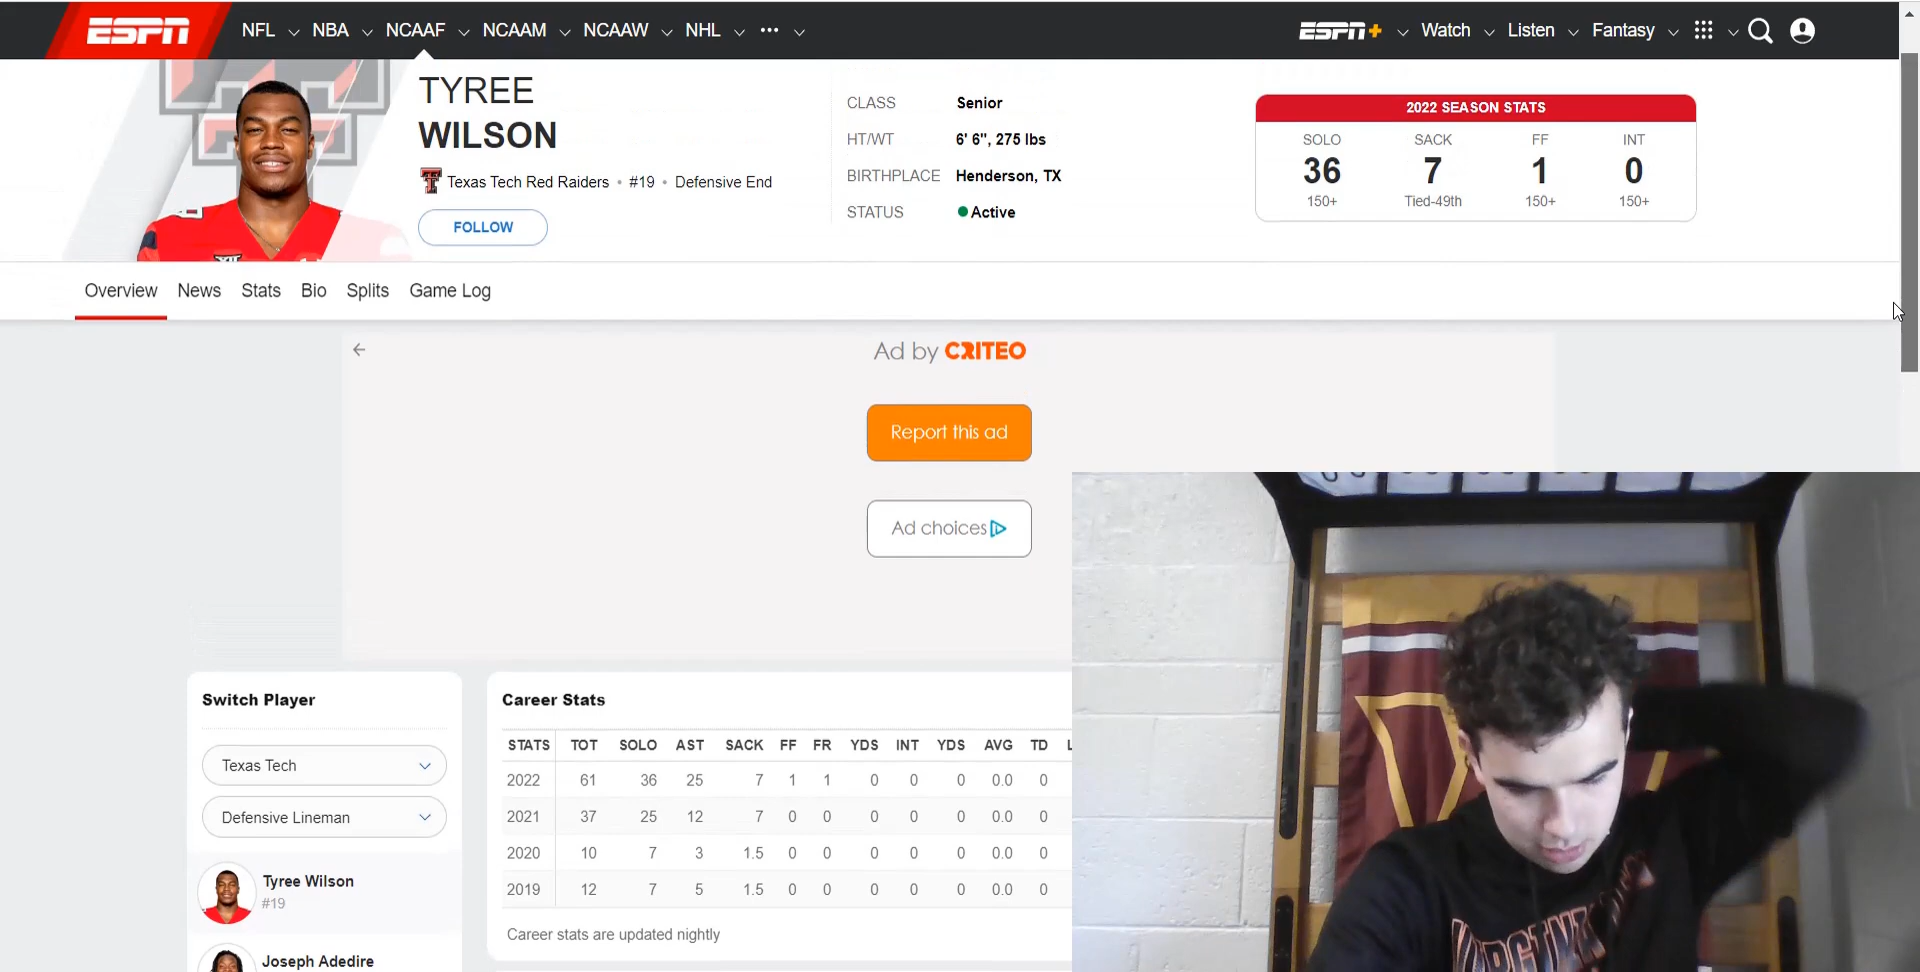 ESPN NFL NBA NCAAF NCAAM NCAAW NHL ••• ESPN+ Watch Listen Fantasy
TYREE
WILSON
Texas Tech Red Raiders • #19 • Defensive End
FOLLOW
CLASS Senior
HT/WT 6' 6", 275 lbs
BIRTHPLACE Henderson, TX
STATUS Active
2022 SEASON STATS
SOLO SACK FF INT
36 7 1 0
150+ Tied-49th 150+ 150+
Overview News Stats Bio Splits Game Log
Ad by CRITEO
Report this ad
Ad choices
Switch Player
Texas Tech
Defensive Lineman
Tyree Wilson
#19
Joseph Adedire
Career Stats
STATS TOT SOLO AST SACK FF FR YDS INT YDS AVG TD
2022 61 36 25 7 1 1 0 0 0 0.0 0
2021 37 25 12 7 0 0 0 0 0 0.0 0
2020 10 7 3 1.5 0 0 0 0 0 0.0 0
2019 12 7 5 1.5 0 0 0 0 0 0.0 0
Career stats are updated nightly